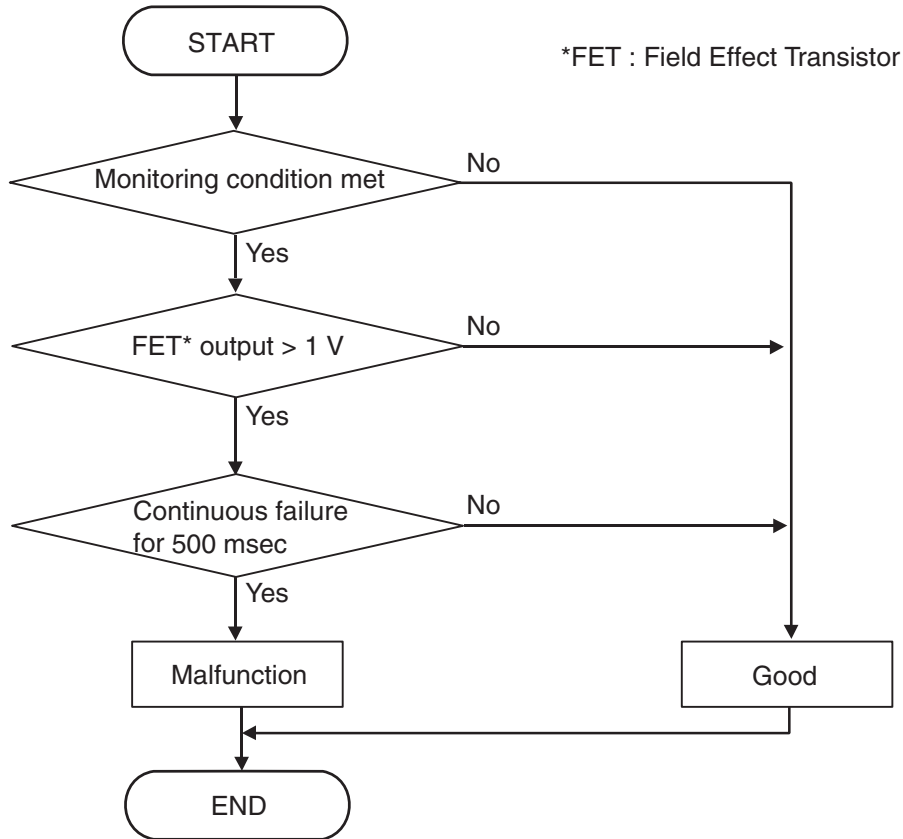 START
*FET : Field Effect Transistor
Monitoring condition met
No
Yes
FET* output > 1 V
No
Yes
Continuous failure
for 500 msec
No
Yes
Malfunction
Good
END